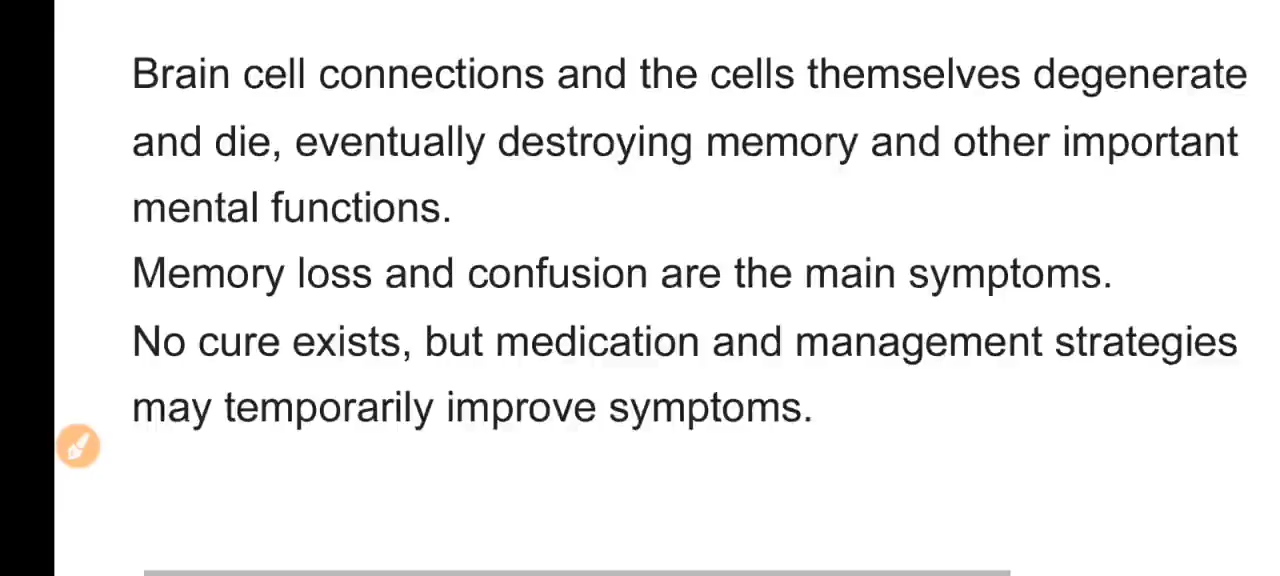 Brain cell connections and the cells themselves degenerate
and die, eventually destroying memory and other important
mental functions.
Memory loss and confusion are the main symptoms.
No cure exists, but medication and management strategies
may temporarily improve symptoms.